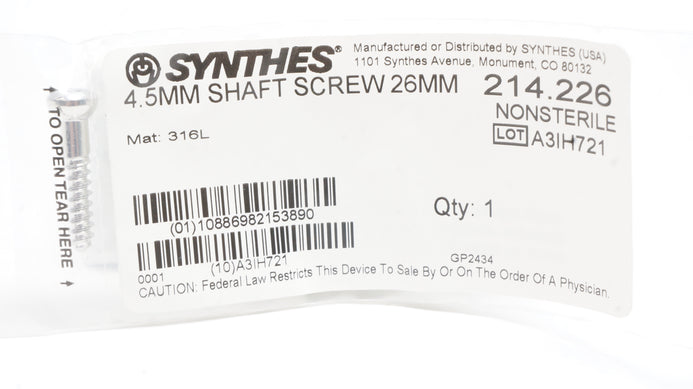 SYNTHES®
Manufactured or Distributed by SYNTHES (USA)
1101 Synthes Avenue, Monument, CO 80132
4.5MM SHAFT SCREW 26MM
214.226
NONSTERILE
LOT A3IH721
Mat: 316L
(01)10886982153890
Qty: 1
(10)A3IH721
0001
GP2434
CAUTION: Federal Law Restricts This Device To Sale By Or On The Order Of A Physician.
↑ TO OPEN TEAR HERE ↑